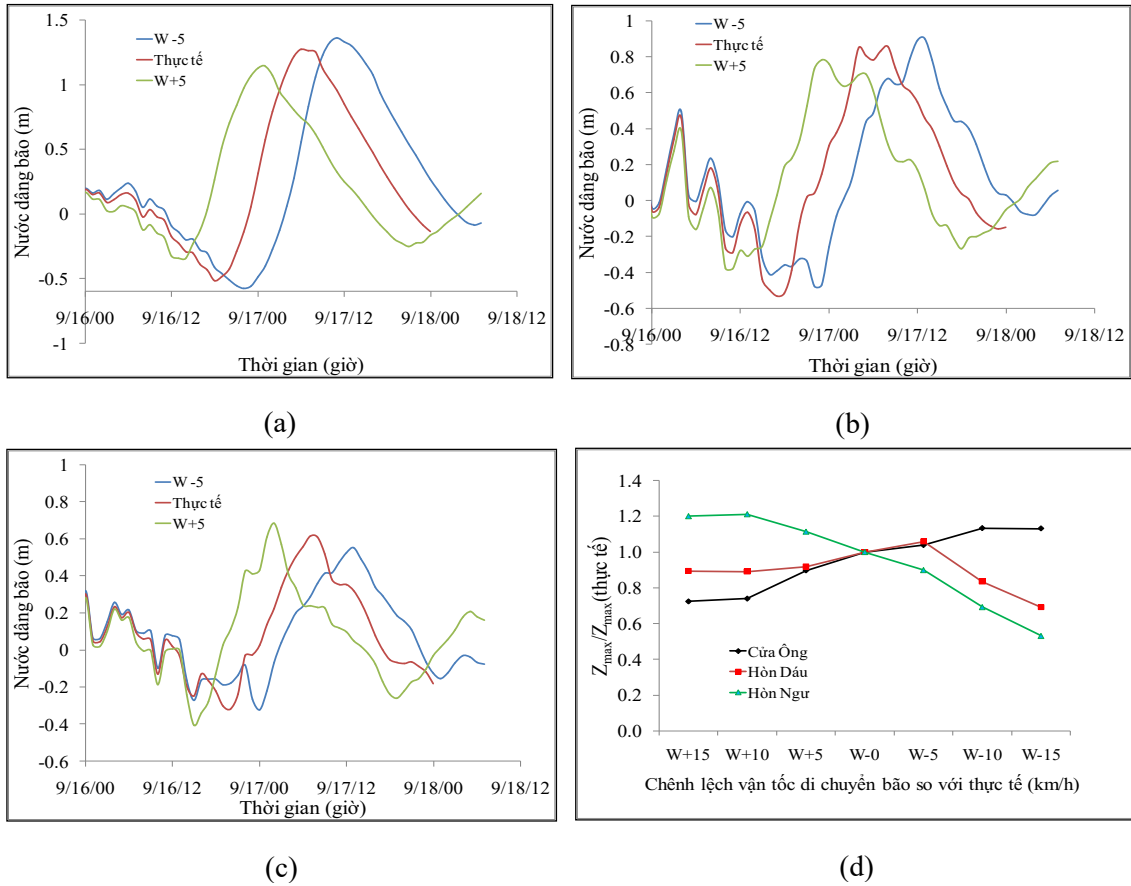 1.5
1
0.5
0
-0.5
-1
Nước dâng bão (m)
W -5
Thực tế
W+5
9/16/00 9/16/12 9/17/00 9/17/12 9/18/00 9/18/12
Thời gian (giờ)
(a)
1
0.8
0.6
0.4
0.2
0
-0.2
-0.4
-0.6
-0.8
Nước dâng bão (m)
W -5
Thực tế
W+5
9/16/00 9/16/12 9/17/00 9/17/12 9/18/00 9/18/12
Thời gian (giờ)
(b)
1
0.8
0.6
0.4
0.2
0
-0.2
-0.4
-0.6
Nước dâng bão (m)
W -5
Thực tế
W+5
9/16/00 9/16/12 9/17/00 9/17/12 9/18/00 9/18/12
Thời gian (giờ)
(c)
1.4
1.2
1.0
0.8
0.6
0.4
0.2
0.0
Zmax/Zmax(thực tế)
Cửa Ông
Hòn Dáu
Hòn Ngư
W+15 W+10 W+5 W-0 W-5 W-10 W-15
Chênh lệch vận tốc di chuyển bão so với thực tế (km/h)
(d)